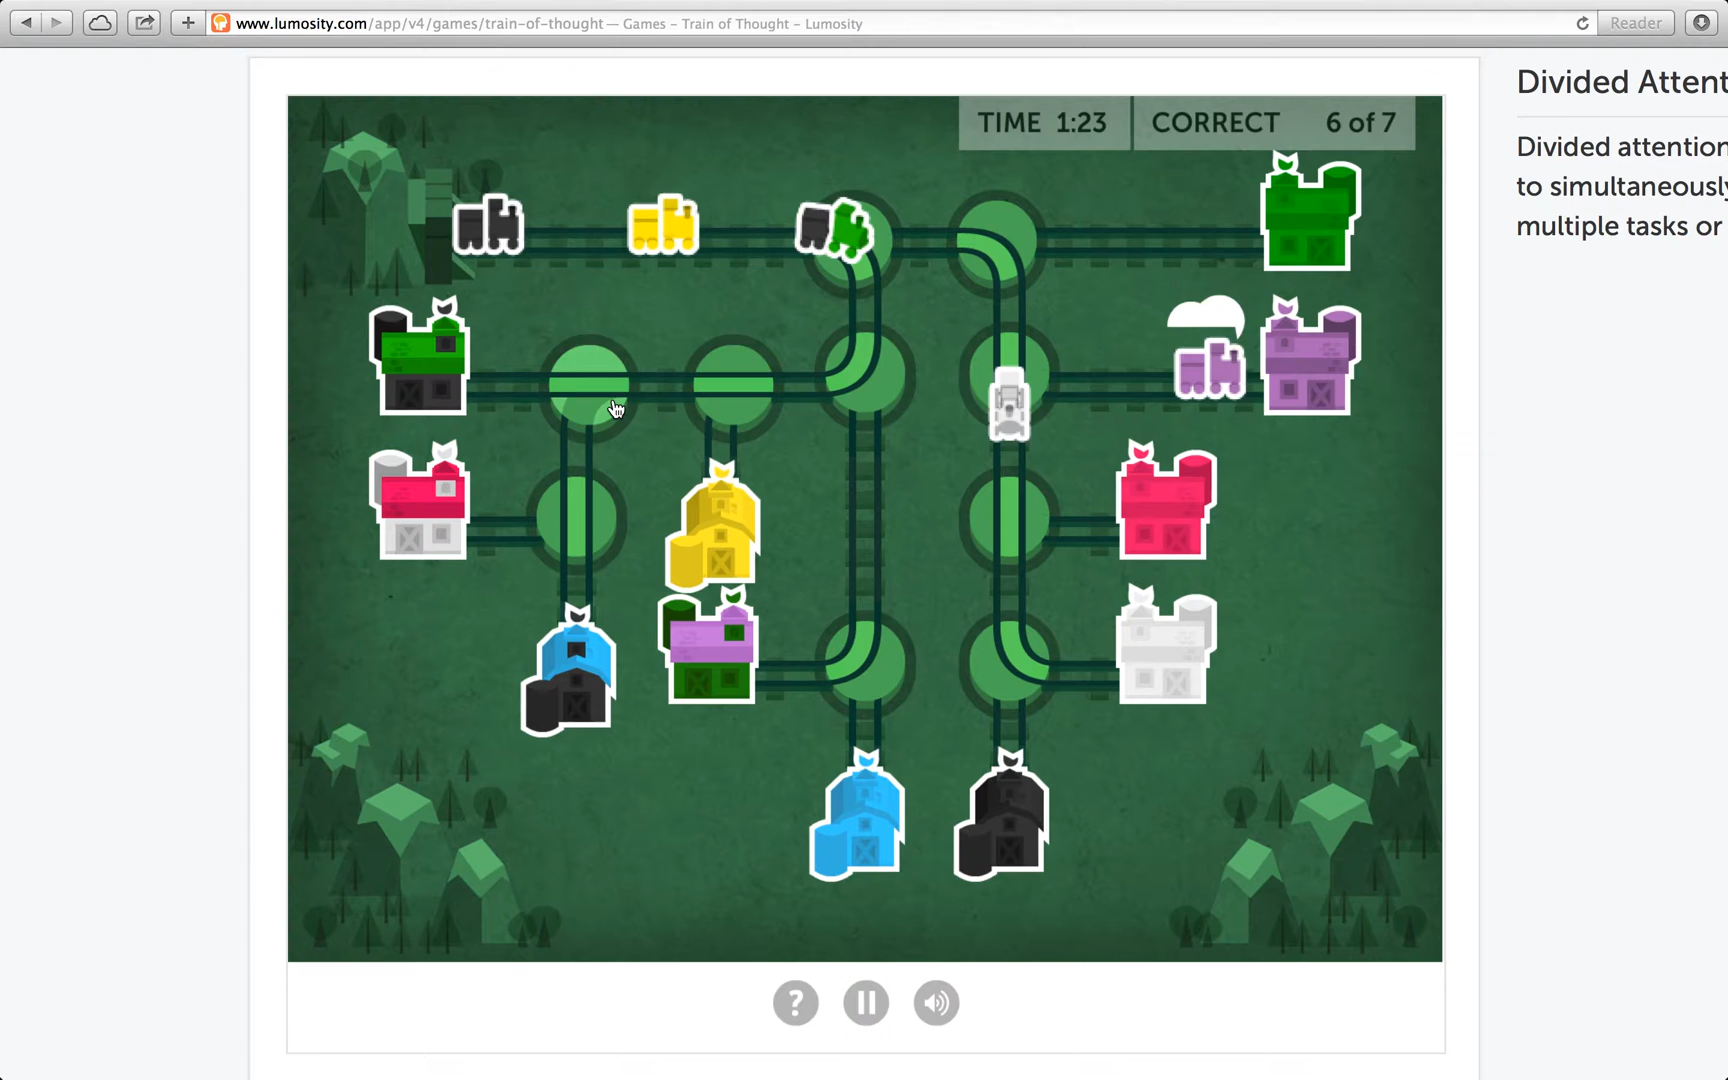 www.lumosity.com/app/v4/games/train-of-thought — Games – Train of Thought – Lumosity
Reader
TIME 1:23
CORRECT 6 of 7
?
Divided Attent
Divided attention
to simultaneously
multiple tasks or